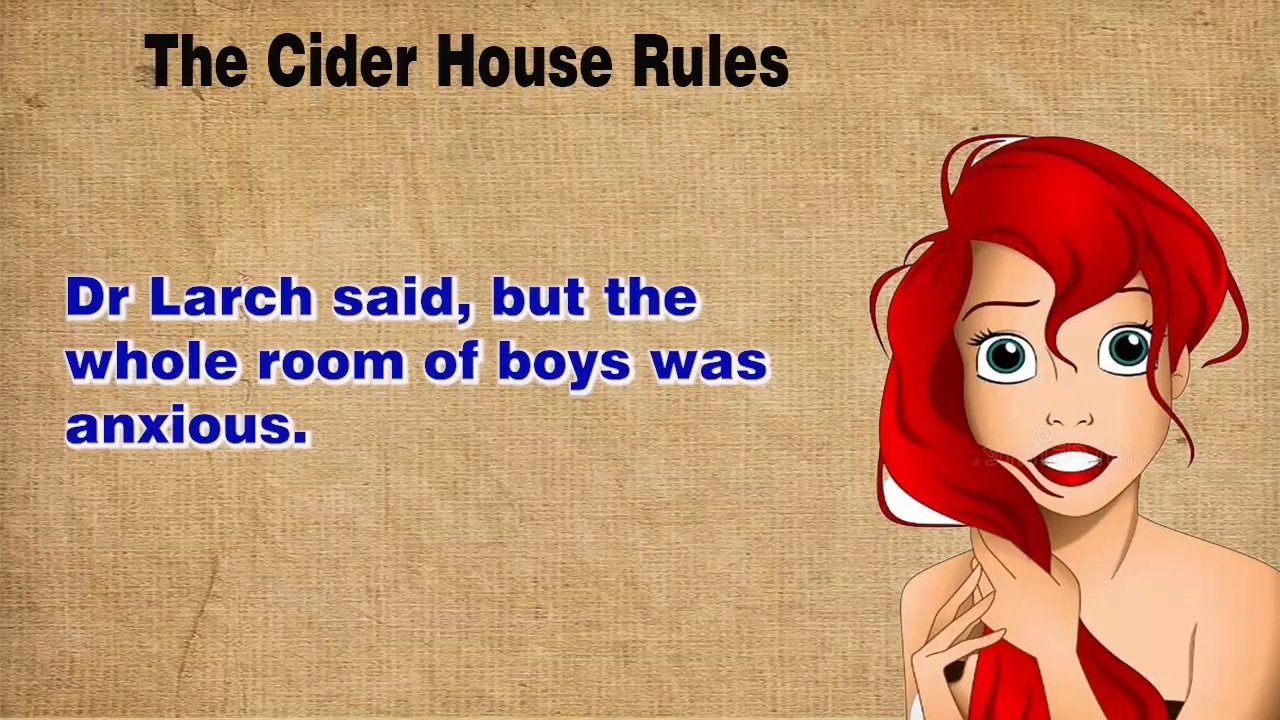 The Cider House Rules
Dr Larch said, but the
whole room of boys was
anxious.